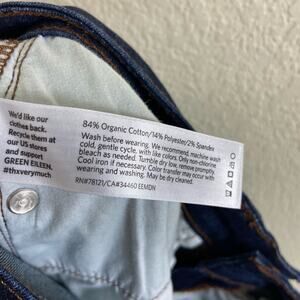 We'd like our
clothes back.
Recycle them at
our US stores
and support
GREEN EILEEN.
#thxverymuch
84% Organic Cotton/14% Polyester/2% Spandex
Wash before wearing. We recommend, machine wash
cold, gentle cycle, with like colors. Only non-chlorine
bleach as needed. Tumble dry low, remove promptly.
Cool iron if necessary. Color transfer may occur with
wearing and washing. Dry clean if preferred.
RN#78121/CA#34460 EEMDN